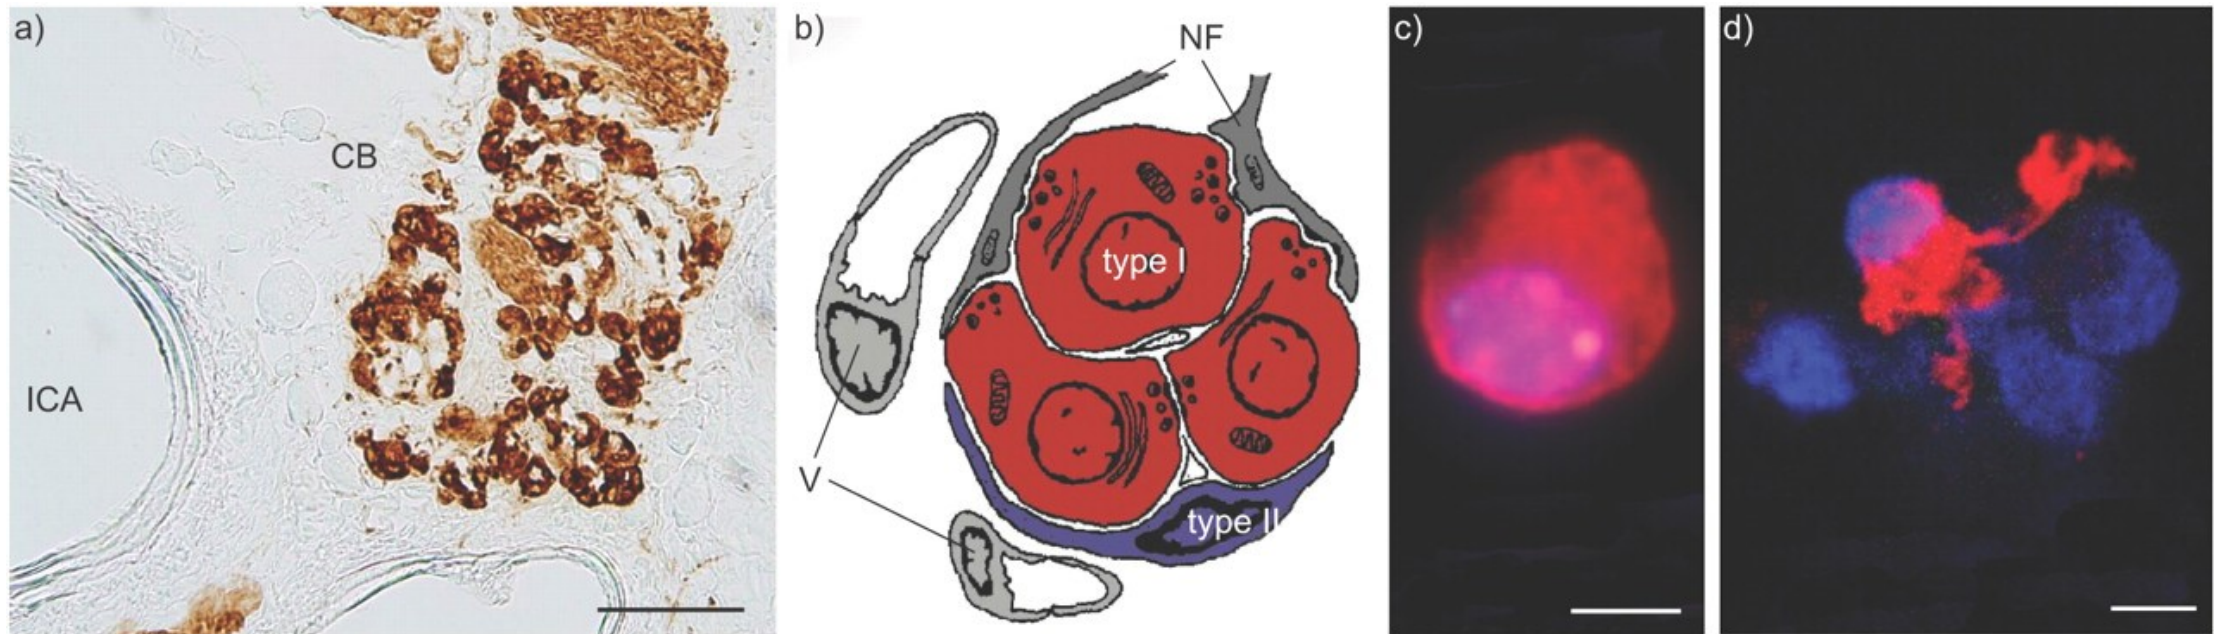 a)
CB
ICA
b)
NF
type I
type II
V
c)
d)